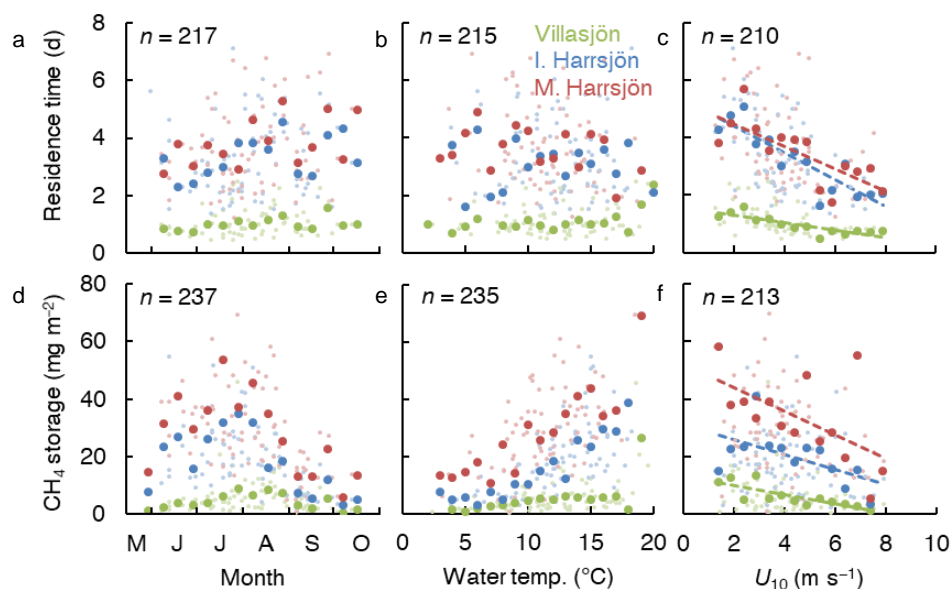 a
b
c
n = 217
n = 215
n = 210
Villasjön
I. Harrsjön
M. Harrsjön
Residence time (d)
8
6
4
2
0
d
e
f
n = 237
n = 235
n = 213
CH₄ storage (mg m⁻²)
80
60
40
20
0
M J J A S O
0 5 10 15 20
0 2 4 6 8 10
Month
Water temp. (°C)
U₁₀ (m s⁻¹)